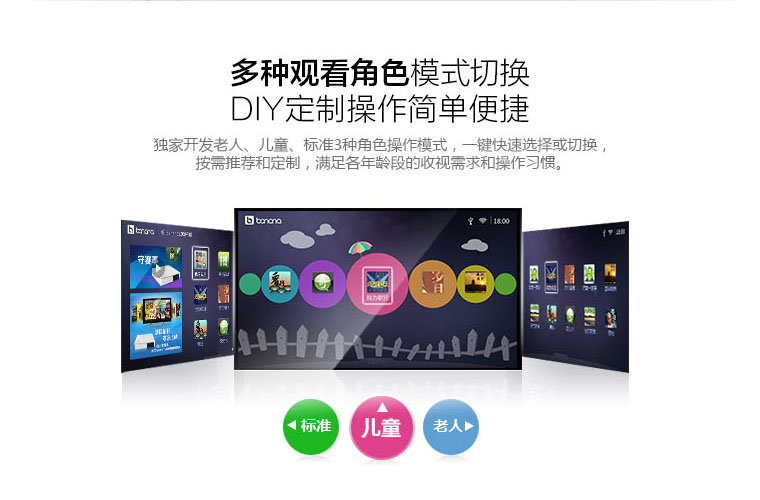 多种观看角色模式切换
DIY定制操作简单便捷
独家开发老人、儿童、标准3种角色操作模式，一键快速选择或切换，
按需推荐和定制，满足各年龄段的收视需求和操作习惯。
banana
banana
18:00
标准
儿童
老人